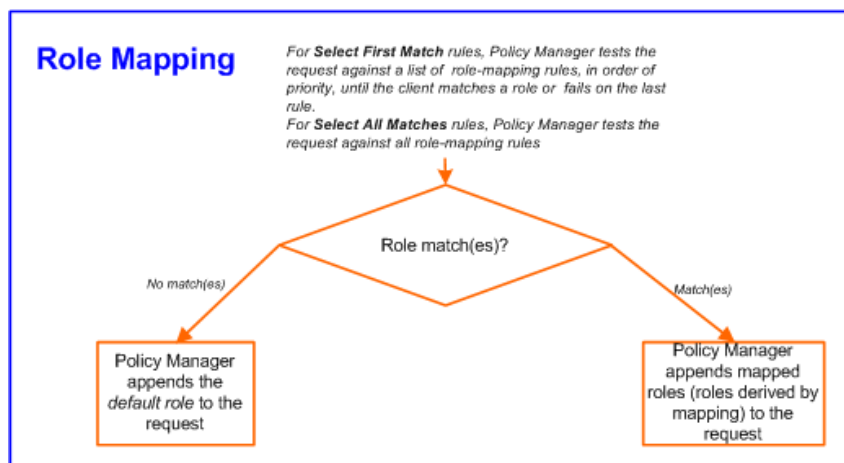 Role Mapping
For Select First Match rules, Policy Manager tests the
request against a list of role-mapping rules, in order of
priority, until the client matches a role or fails on the last
rule.
For Select All Matches rules, Policy Manager tests the
request against all role-mapping rules
Role match(es)?
No match(es)
Match(es)
Policy Manager
appends the
default role to the
request
Policy Manager
appends mapped
roles (roles derived by
mapping) to the
request